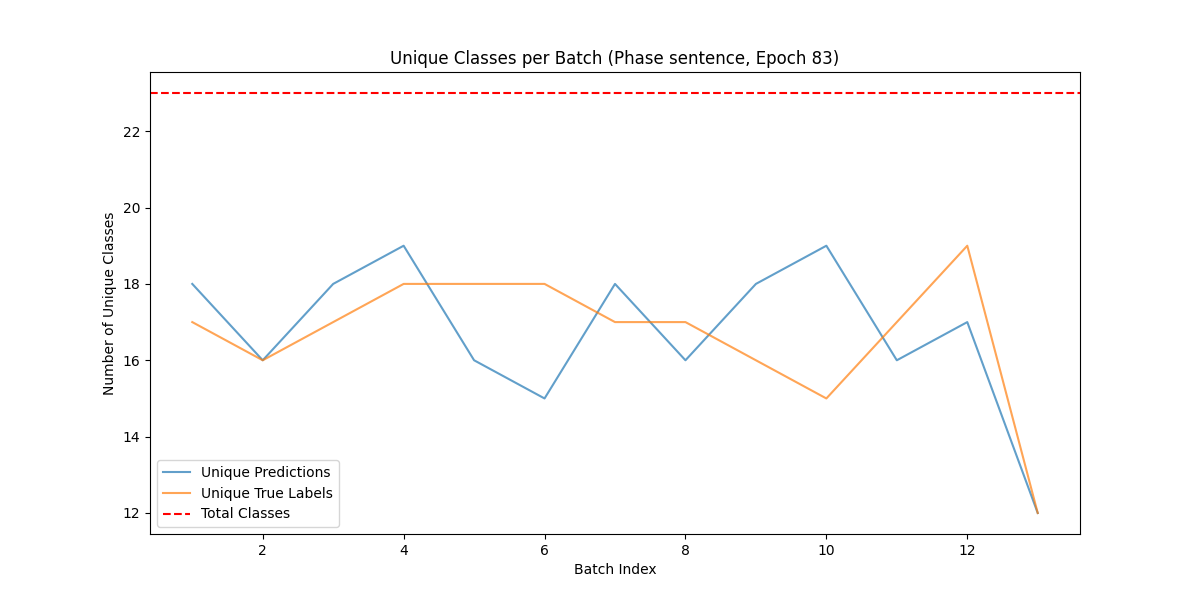 Unique Classes per Batch (Phase sentence, Epoch 83)
Number of Unique Classes
22
20
18
16
14
12
Unique Predictions
Unique True Labels
Total Classes
2 4 6 8 10 12
Batch Index